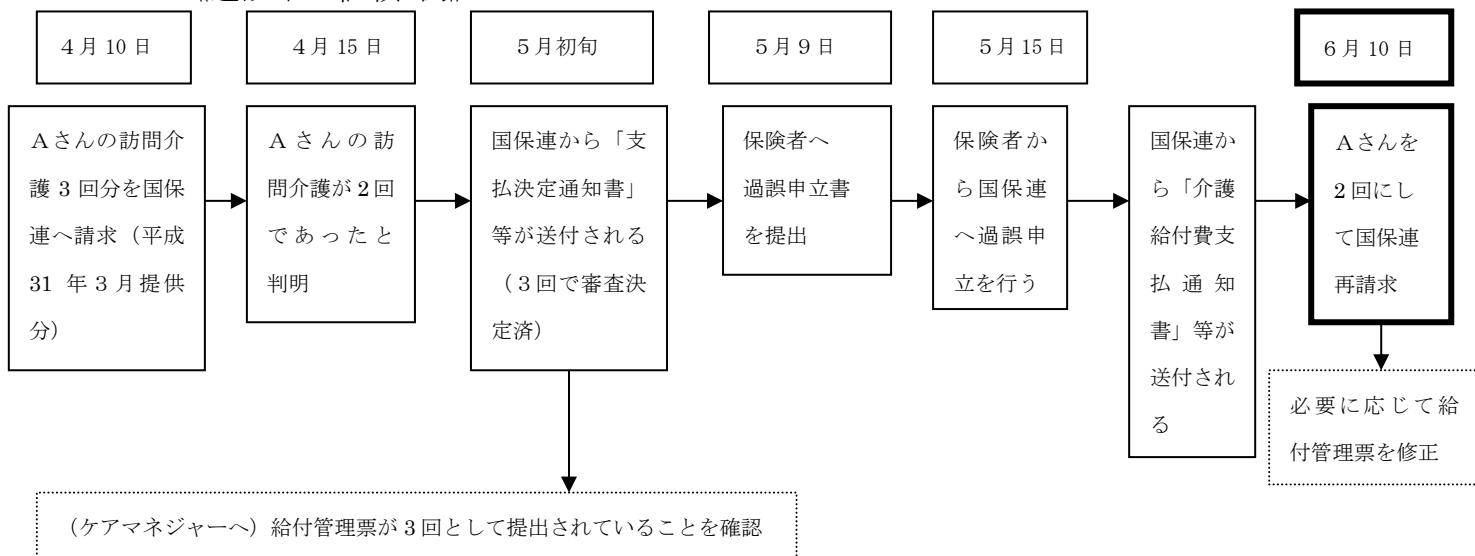 4月10日
4月15日
5月初旬
5月9日
5月15日
6月10日
Aさんの訪問介
護3回分を国保
連へ請求（平成
31年3月提供
分）
Aさんの訪
問介護が2回
であったと
判明
国保連から「支
払決定通知書」
等が送付される
（3回で審査決
定済）
保険者へ
過誤申立書
を提出
保険者か
ら国保連
へ過誤申
立を行う
国保連か
ら「介護
給付費支
払通知
書」等が
送付され
る
Aさんを
2回にし
て国保連
再請求
必要に応じて給
付管理票を修正
（ケアマネジャーへ）給付管理票が3回として提出されていることを確認